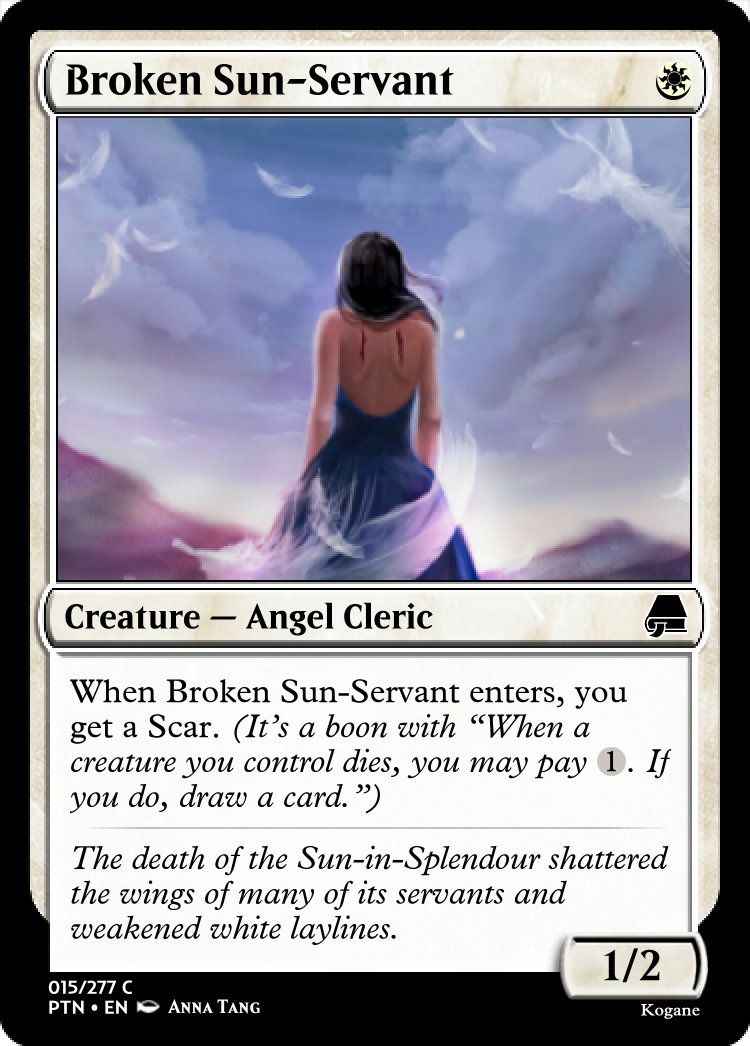 Broken Sun-Servant
Creature — Angel Cleric
When Broken Sun-Servant enters, you
get a Scar. (It's a boon with “When a
creature you control dies, you may pay 1. If
you do, draw a card.”)
The death of the Sun-in-Splendour shattered
the wings of many of its servants and
weakened white laylines.
1/2
015/277 C
PTN • EN Anna Tang
Kogane